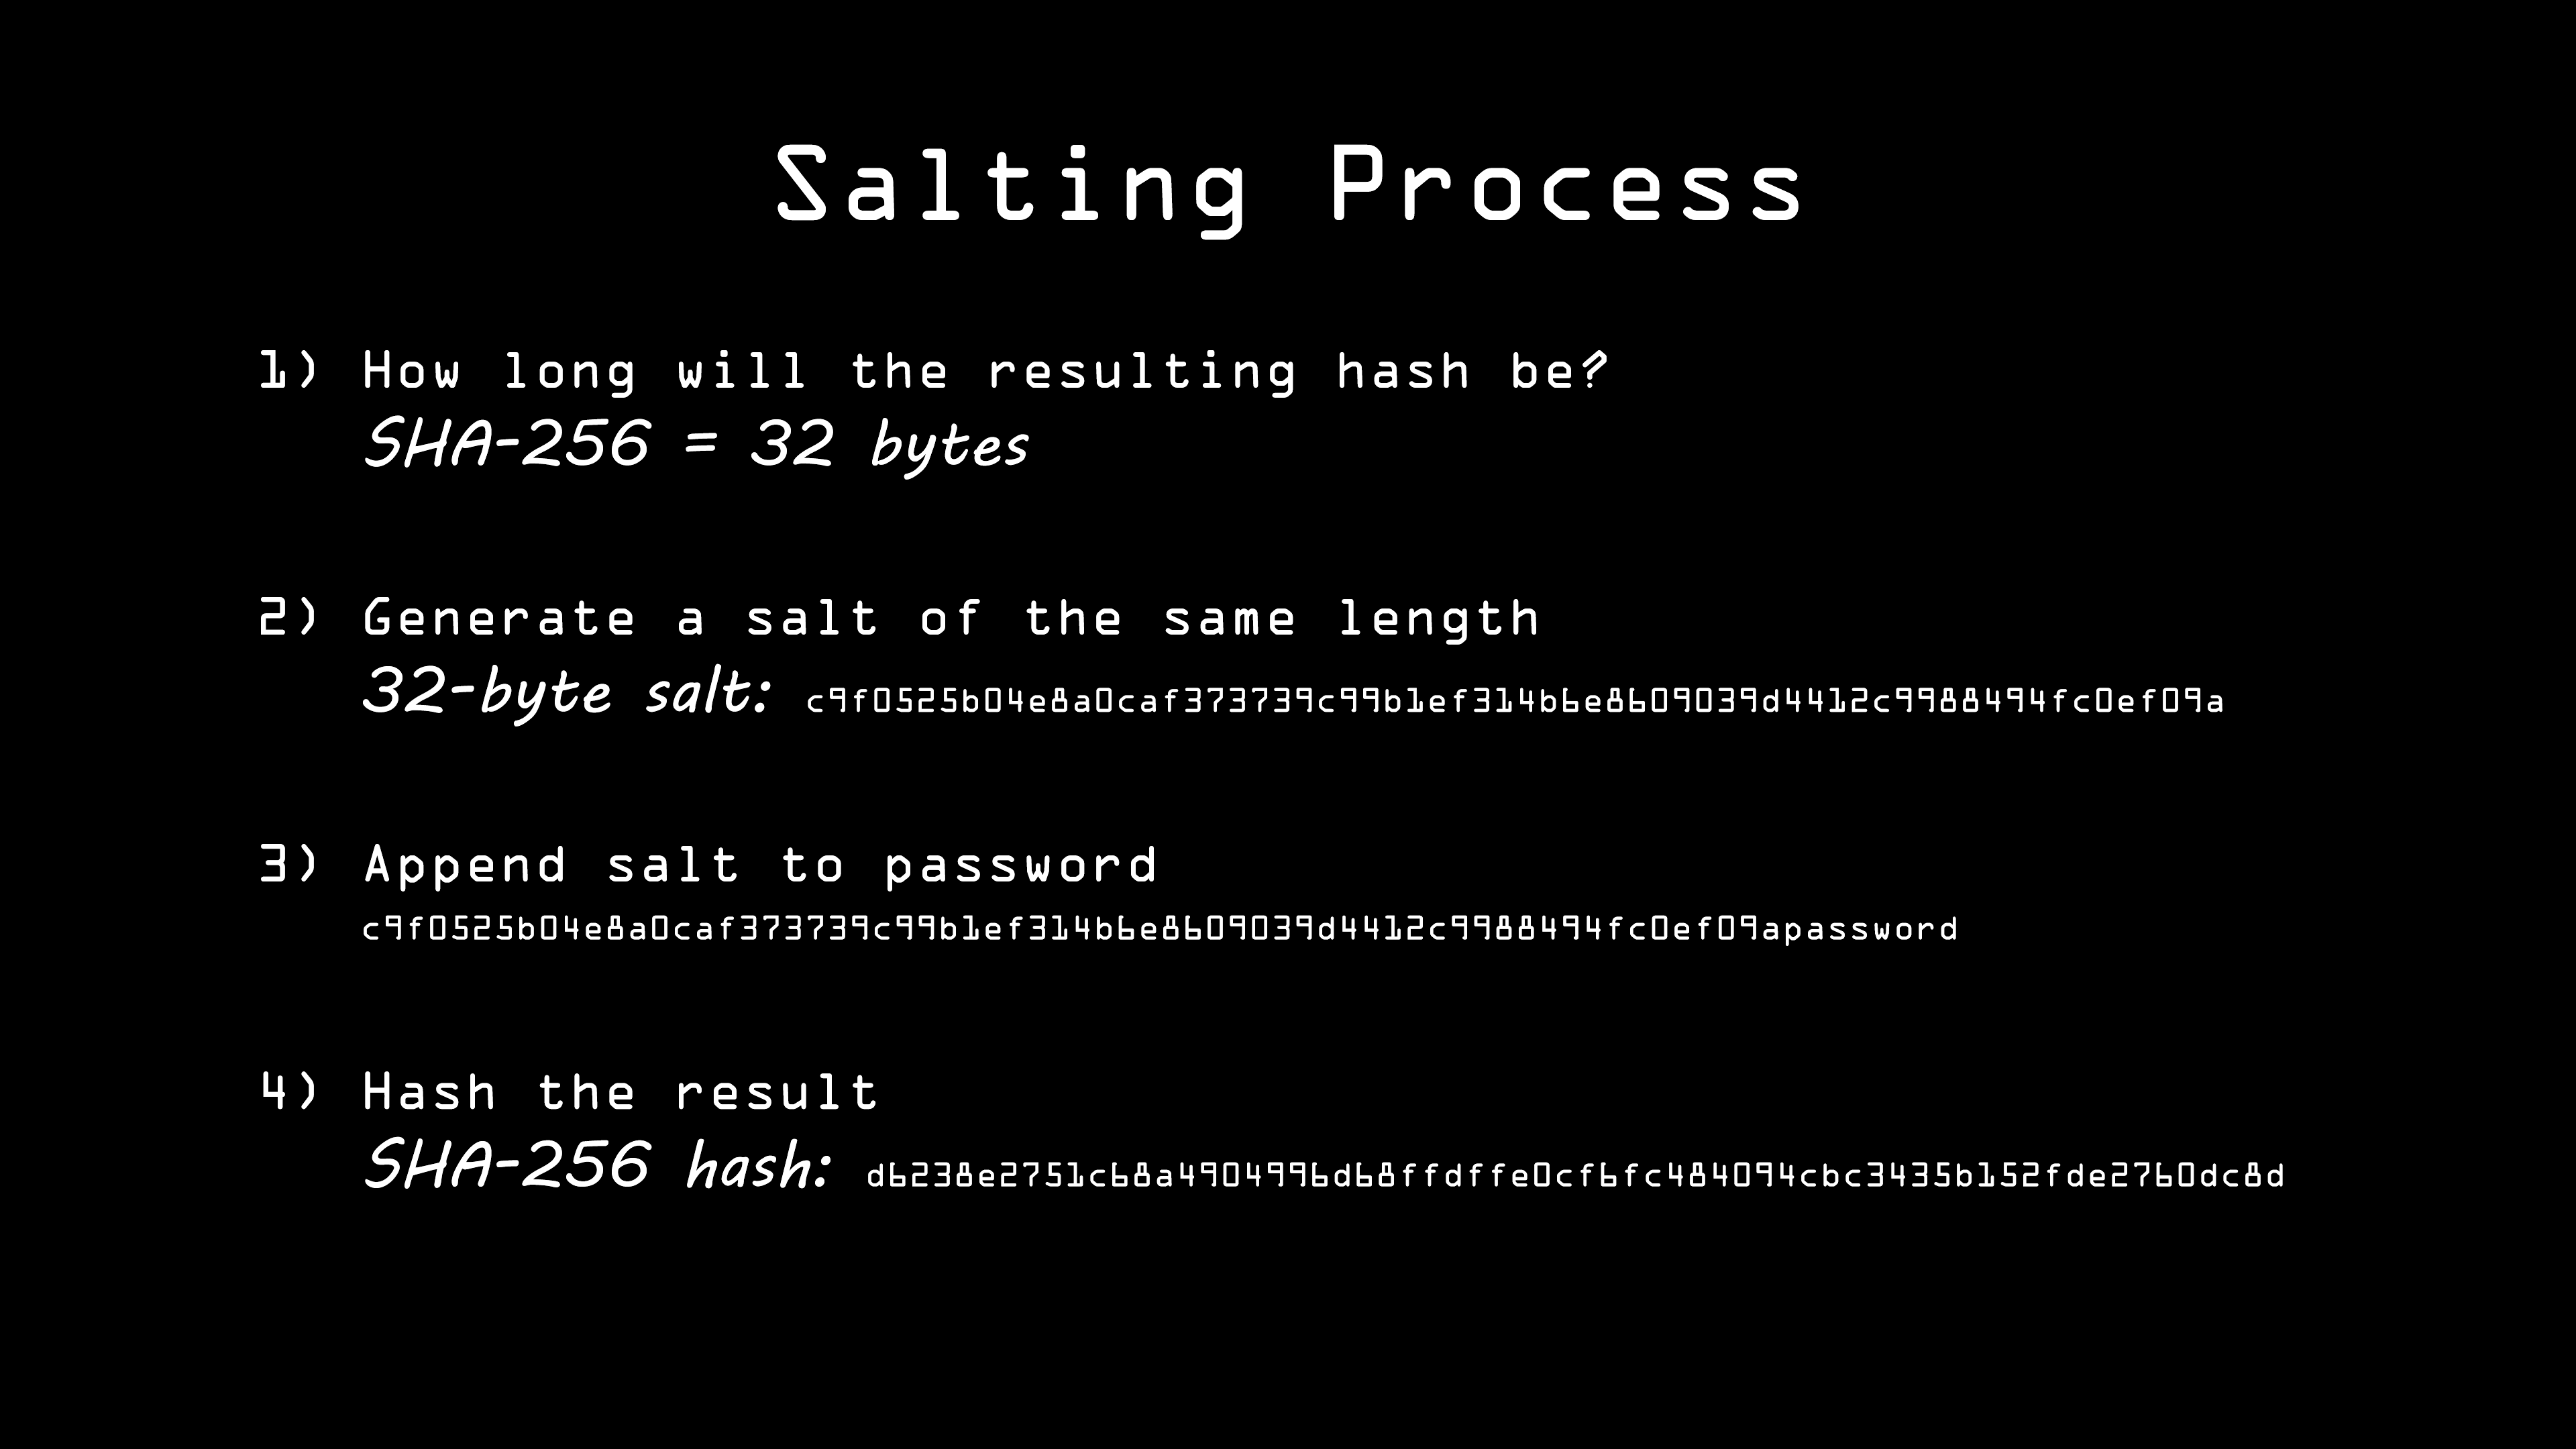 Salting Process
1) How long will the resulting hash be?
SHA-256 = 32 bytes
2) Generate a salt of the same length
32-byte salt: c9f0525b04e8a0caf373739c99b1ef314b6e8609039d4412c9988494fc0ef09a
3) Append salt to password
c9f0525b04e8a0caf373739c99b1ef314b6e8609039d4412c9988494fc0ef09apassword
4) Hash the result
SHA-256 hash: d6238e2751c68a4904996d68ffdffe0cf6fc484094cbc3435b152fde2760dc8d